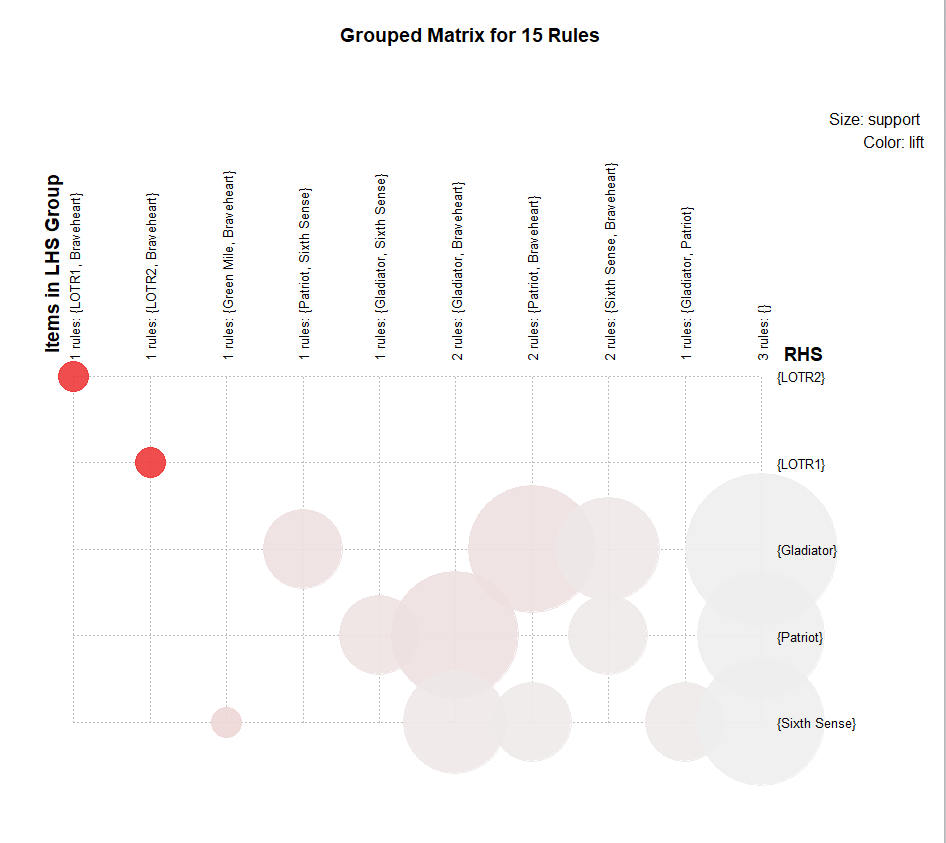 Grouped Matrix for 15 Rules
Size: support
Color: lift
Items in LHS Group
1 rules: {LOTR1, Braveheart}
1 rules: {LOTR2, Braveheart}
1 rules: {Green Mile, Braveheart}
1 rules: {Patriot, Sixth Sense}
1 rules: {Gladiator, Sixth Sense}
2 rules: {Gladiator, Braveheart}
2 rules: {Patriot, Braveheart}
2 rules: {Sixth Sense, Braveheart}
1 rules: {Gladiator, Patriot}
3 rules: {}
RHS
{LOTR2}
{LOTR1}
{Gladiator}
{Patriot}
{Sixth Sense}